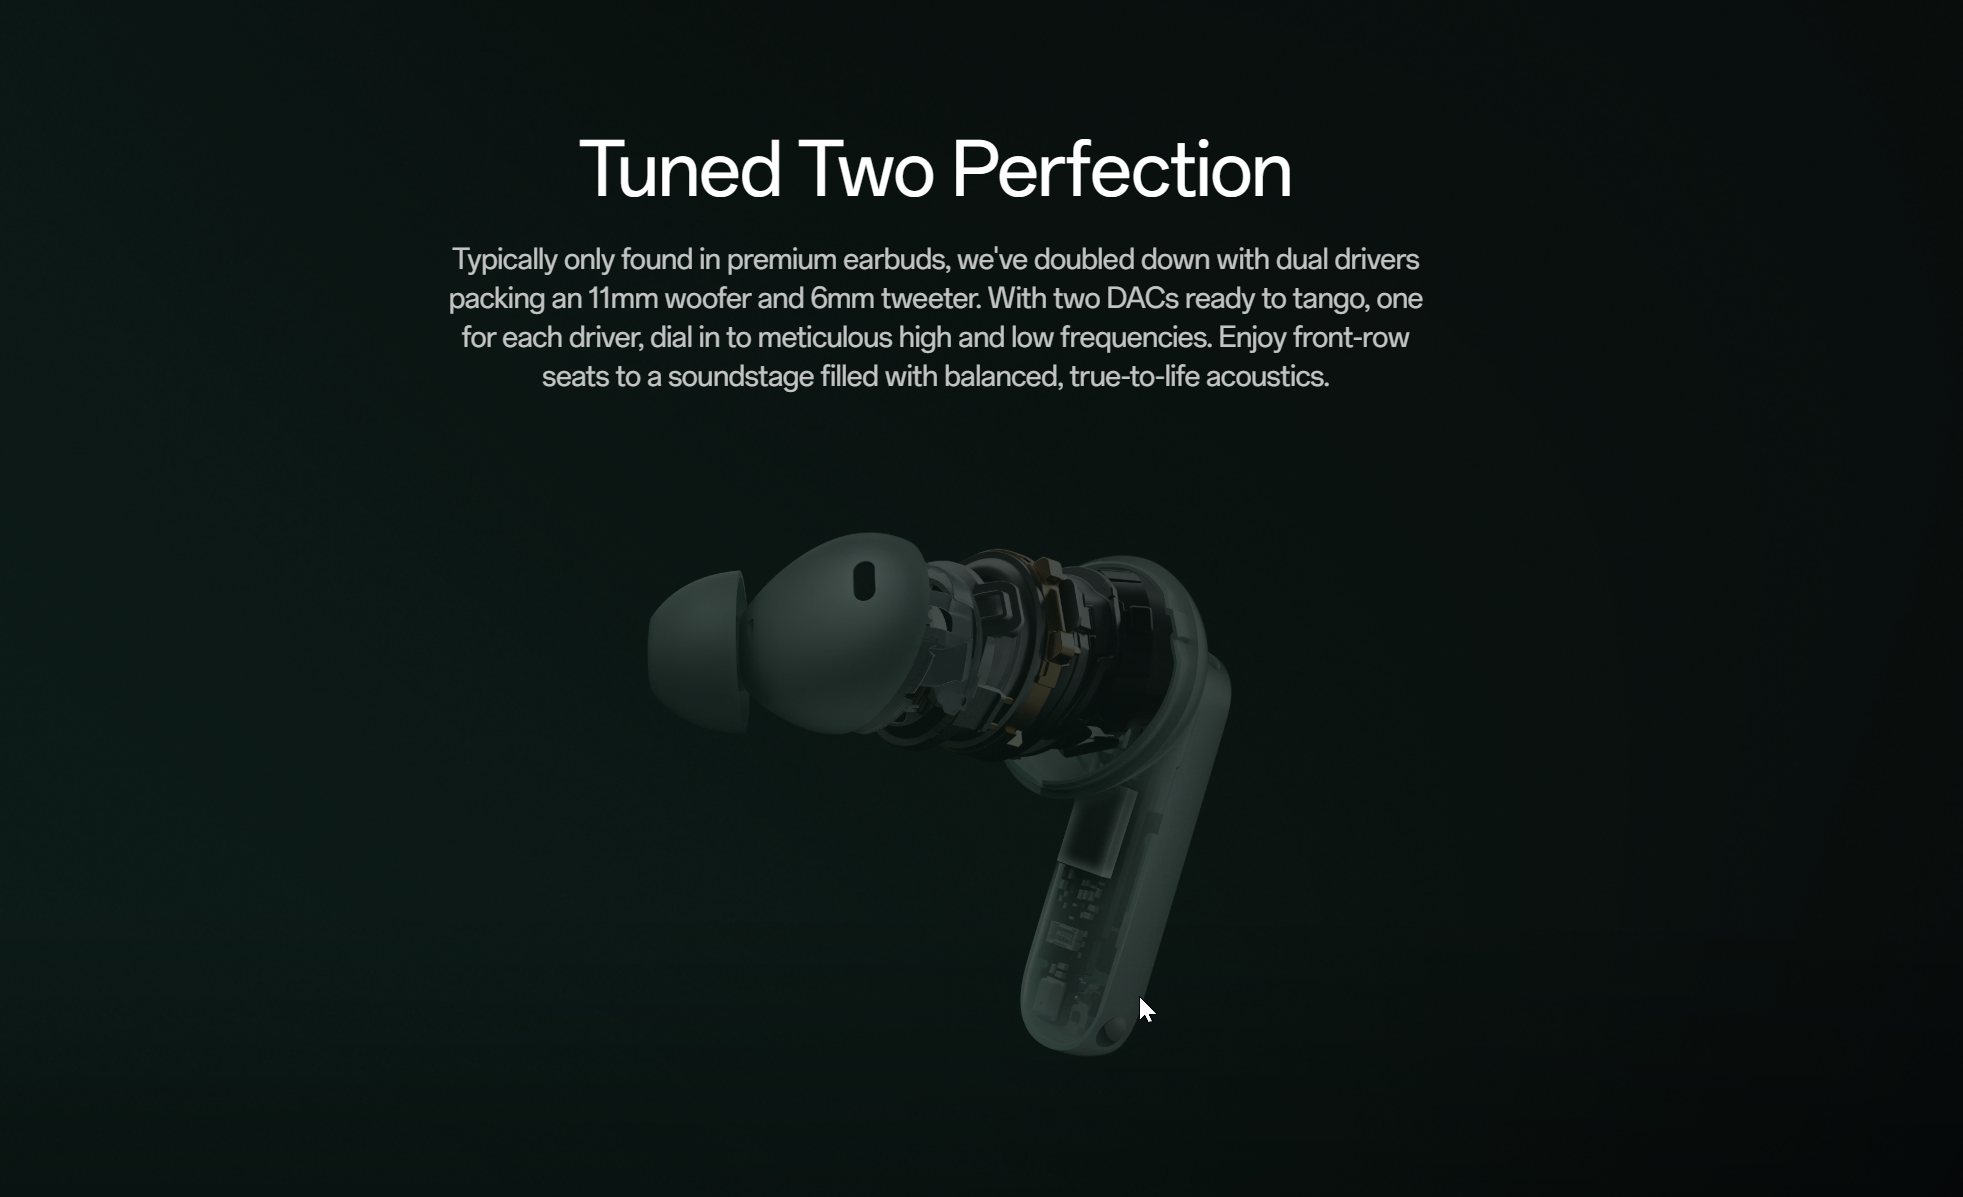 Tuned Two Perfection
Typically only found in premium earbuds, we've doubled down with dual drivers
packing an 11mm woofer and 6mm tweeter. With two DACs ready to tango, one
for each driver, dial in to meticulous high and low frequencies. Enjoy front-row
seats to a soundstage filled with balanced, true-to-life acoustics.